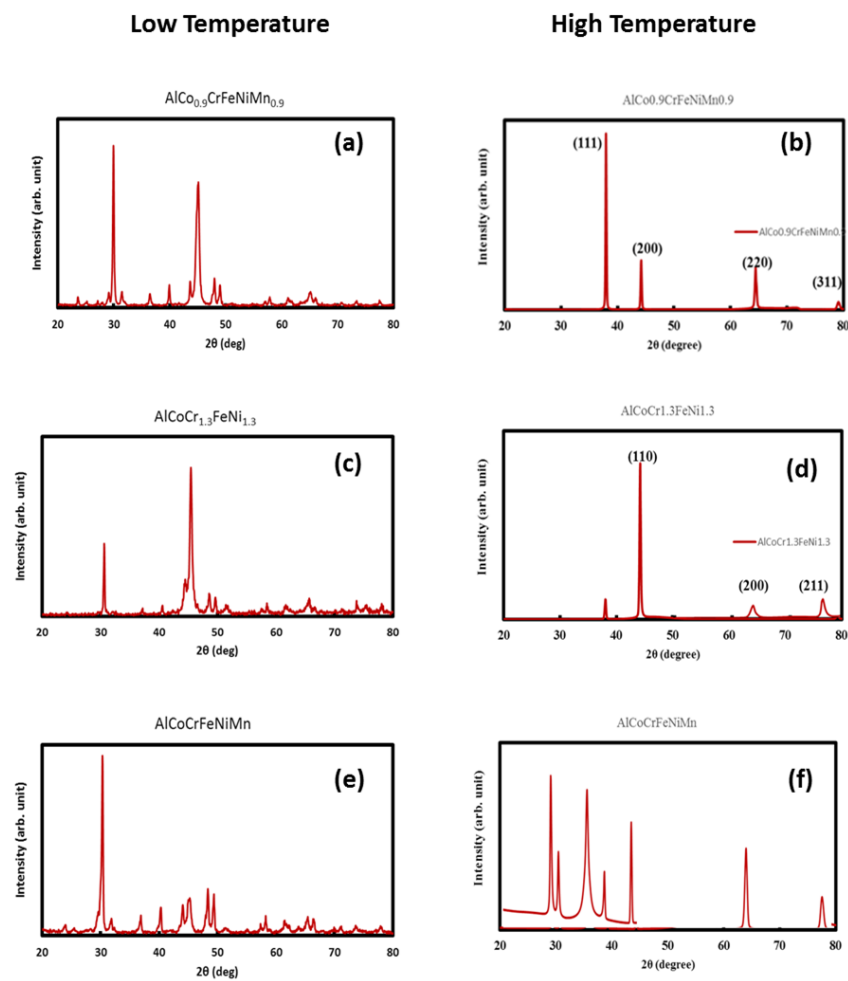 Low Temperature
High Temperature
AlCo₀.₉CrFeNiMn₀.₉
(a)
Intensity (arb. unit)
20 30 40 50 60 70 80
2θ (deg)
AlCo0.9CrFeNiMn0.9
(b)
(111)
(200)
(220)
(311)
AlCo0.9CrFeNiMn0.
Intensity (arb. unit)
20 30 40 50 60 70 80
2θ (degree)
AlCoCr₁.₃FeNi₁.₃
(c)
Intensity (arb. unit)
20 30 40 50 60 70 80
2θ (deg)
AlCoCr1.3FeNi1.3
(d)
(110)
(200)
(211)
AlCoCr1.3FeNi1.3
Intensity (arb. unit)
20 30 40 50 60 70 80
2θ (degree)
AlCoCrFeNiMn
(e)
Intensity (arb. unit)
20 30 40 50 60 70 80
2θ (deg)
AlCoCrFeNiMn
(f)
Intensity (arb. unit)
20 30 40 50 60 70 80
2θ (degree)